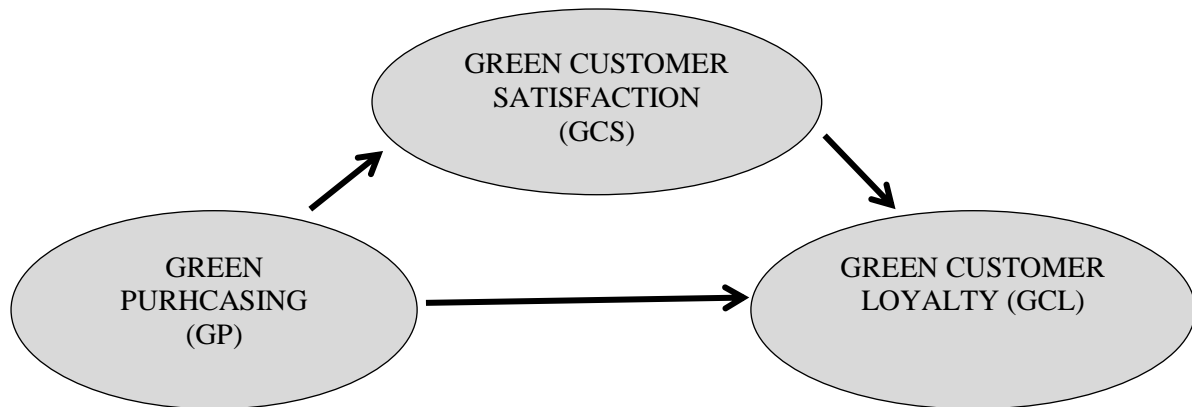 GREEN CUSTOMER
SATISFACTION
(GCS)
GREEN
PURHCASING
(GP)
GREEN CUSTOMER
LOYALTY (GCL)